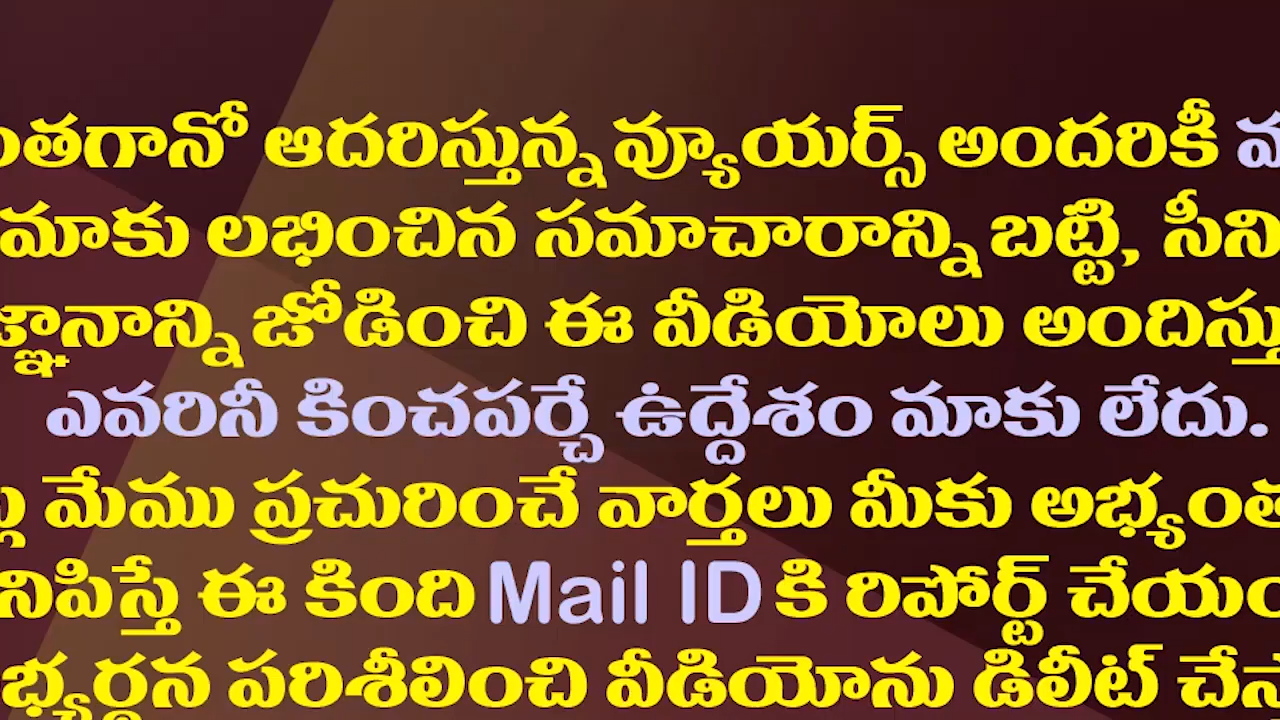 ంతగానో ఆదరిస్తున్న వ్యూయర్స్ అందరికీ
మాకు లభించిన సమాచారాన్ని బట్టి, సీని
జ్ఞానాన్ని జోడించి ఈ వీడియోలు అందిస్తు
ఎవరినీ కించపర్చే ఉద్దేశం మాకు లేదు.
మేము ప్రచురించే వార్తలు మీకు అభ్యంత
నిపిస్తే ఈ కింది Mail ID కి రిపోర్ట్ చేయం
భ్యర్థన పరిశీలించి వీడియోను డిలీట్ చేస